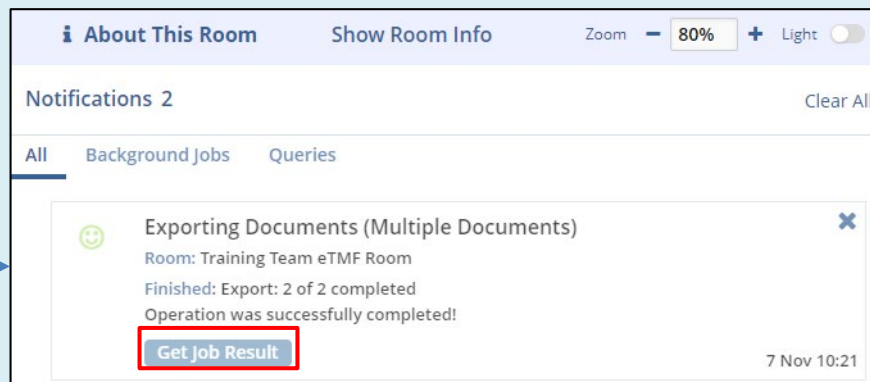 i About This Room Show Room Info Zoom − 80% + Light
Notifications 2 Clear All
All Background Jobs Queries
Exporting Documents (Multiple Documents)
Room: Training Team eTMF Room
Finished: Export: 2 of 2 completed
Operation was successfully completed!
Get Job Result
7 Nov 10:21